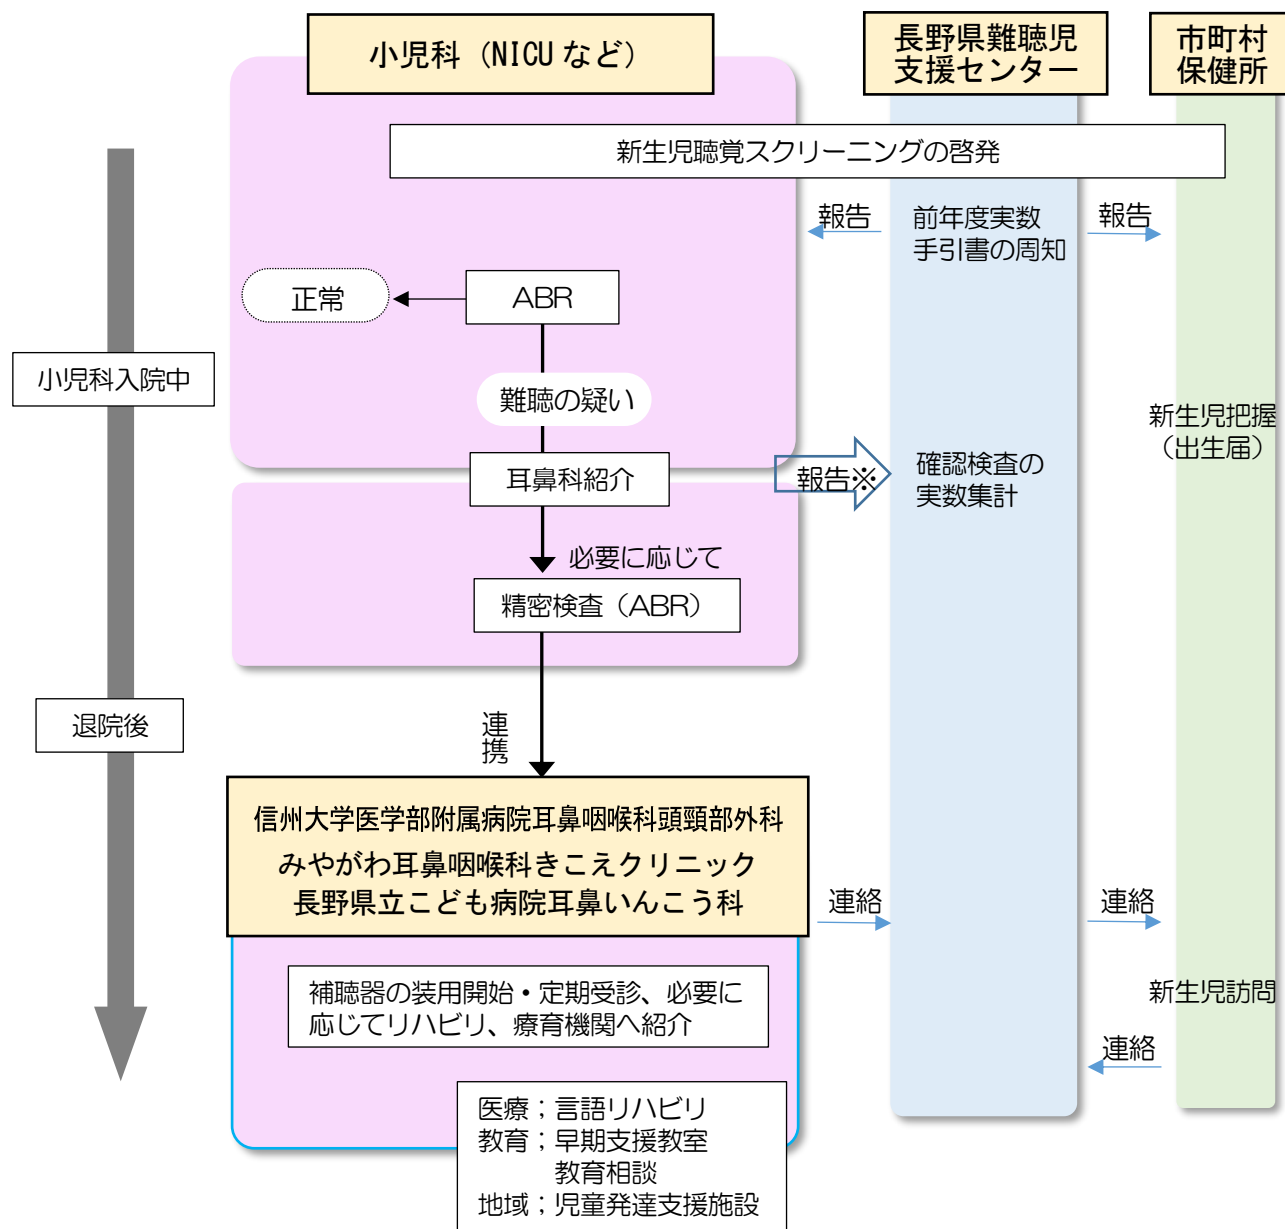 小児科（NICUなど）
長野県難聴児
支援センター
市町村
保健所
新生児聴覚スクリーニングの啓発
報告
前年度実数
手引書の周知
報告
正常
ABR
小児科入院中
難聴の疑い
新生児把握
（出生届）
耳鼻科紹介
報告※
確認検査の
実数集計
必要に応じて
精密検査（ABR）
退院後
連携
信州大学医学部附属病院耳鼻咽喉科頭頸部外科
みやがわ耳鼻咽喉科きこえクリニック
長野県立こども病院耳鼻いんこう科
連絡
連絡
補聴器の装用開始・定期受診、必要に
応じてリハビリ、療育機関へ紹介
新生児訪問
連絡
医療；言語リハビリ
教育；早期支援教室
教育相談
地域；児童発達支援施設